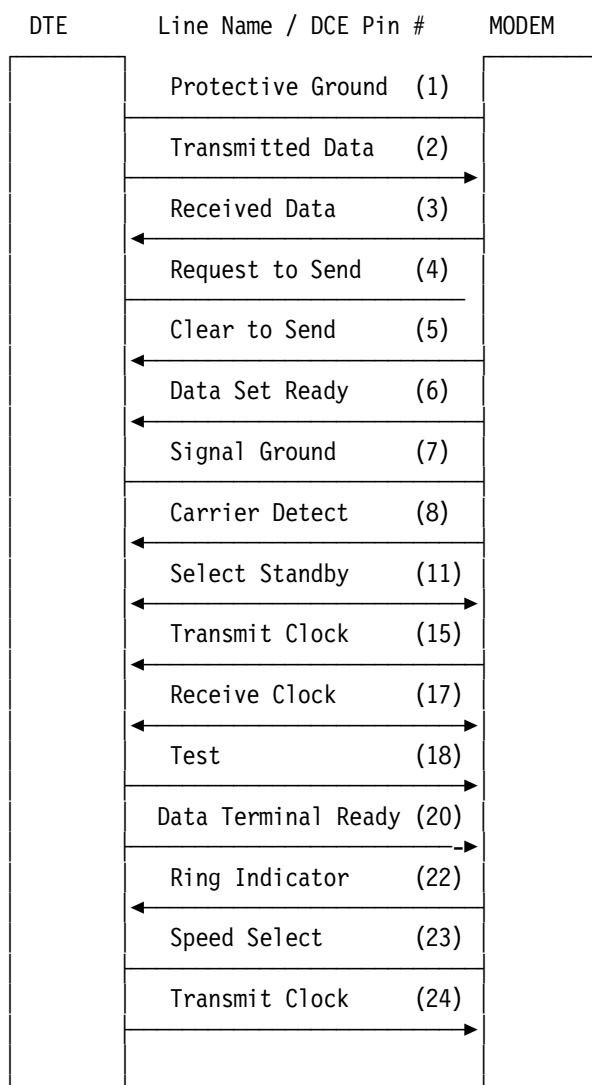 DTE Line Name / DCE Pin # MODEM
Protective Ground (1)
Transmitted Data (2)
Received Data (3)
Request to Send (4)
Clear to Send (5)
Data Set Ready (6)
Signal Ground (7)
Carrier Detect (8)
Select Standby (11)
Transmit Clock (15)
Receive Clock (17)
Test (18)
Data Terminal Ready (20)
Ring Indicator (22)
Speed Select (23)
Transmit Clock (24)